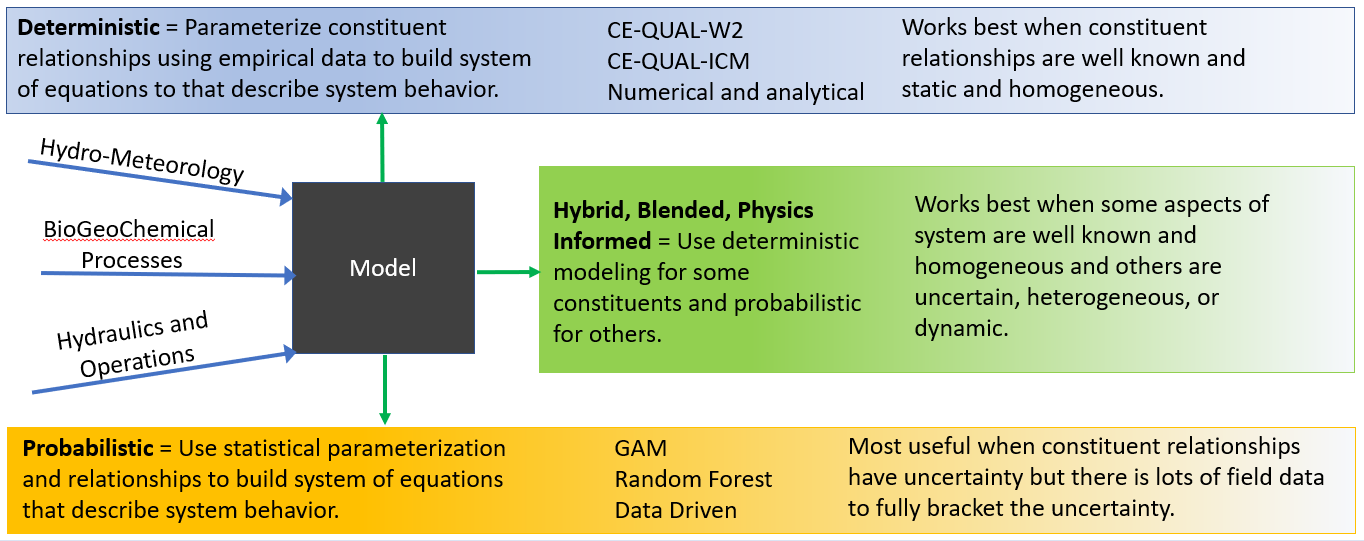 Deterministic = Parameterize constituent
relationships using empirical data to build system
of equations to that describe system behavior.
CE-QUAL-W2
CE-QUAL-ICM
Numerical and analytical
Works best when constituent
relationships are well known and
static and homogeneous.
Hydro-Meteorology
BioGeoChemical
Processes
Hydraulics and
Operations
Model
Hybrid, Blended, Physics
Informed = Use deterministic
modeling for some
constituents and probabilistic
for others.
Works best when some aspects of
system are well known and
homogeneous and others are
uncertain, heterogeneous, or
dynamic.
Probabilistic = Use statistical parameterization
and relationships to build system of equations
that describe system behavior.
GAM
Random Forest
Data Driven
Most useful when constituent relationships
have uncertainty but there is lots of field data
to fully bracket the uncertainty.